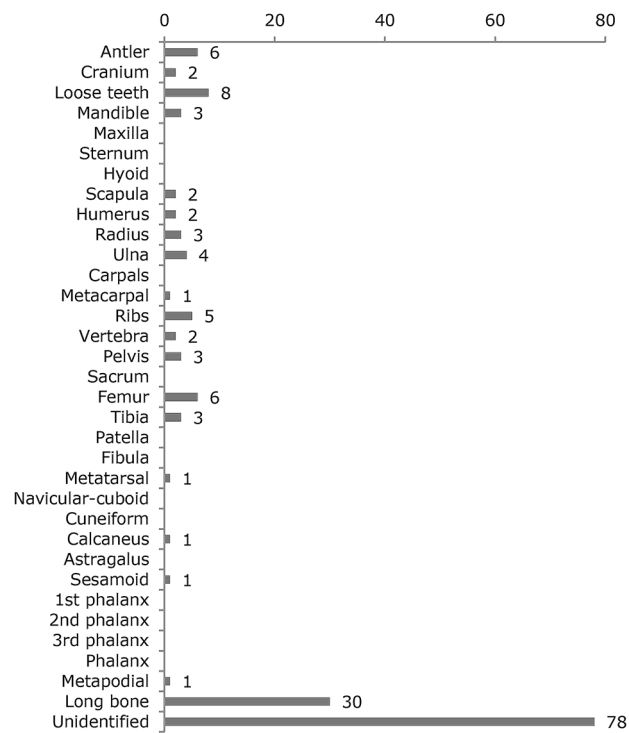 0 20 40 60 80
Antler 6
Cranium 2
Loose teeth 8
Mandible 3
Maxilla
Sternum
Hyoid
Scapula 2
Humerus 2
Radius 3
Ulna 4
Carpals
Metacarpal 1
Ribs 5
Vertebra 2
Pelvis 3
Sacrum
Femur 6
Tibia 3
Patella
Fibula
Metatarsal 1
Navicular-cuboid
Cuneiform
Calcaneus 1
Astragalus
Sesamoid 1
1st phalanx
2nd phalanx
3rd phalanx
Phalanx
Metapodial 1
Long bone 30
Unidentified 78